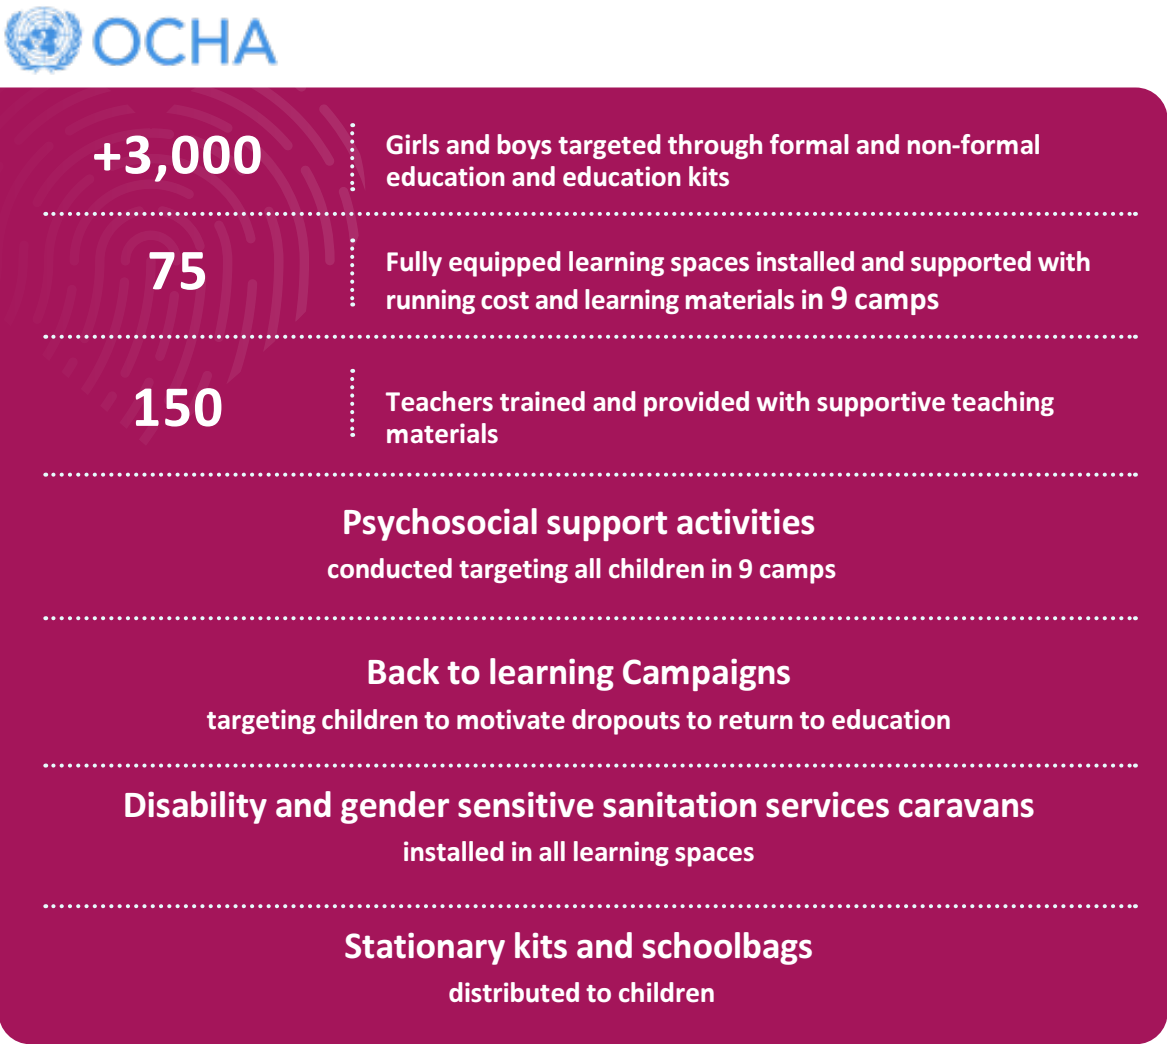 OCHA
+3,000
Girls and boys targeted through formal and non-formal
education and education kits
75
Fully equipped learning spaces installed and supported with
running cost and learning materials in 9 camps
150
Teachers trained and provided with supportive teaching
materials
Psychosocial support activities
conducted targeting all children in 9 camps
Back to learning Campaigns
targeting children to motivate dropouts to return to education
Disability and gender sensitive sanitation services caravans
installed in all learning spaces
Stationary kits and schoolbags
distributed to children